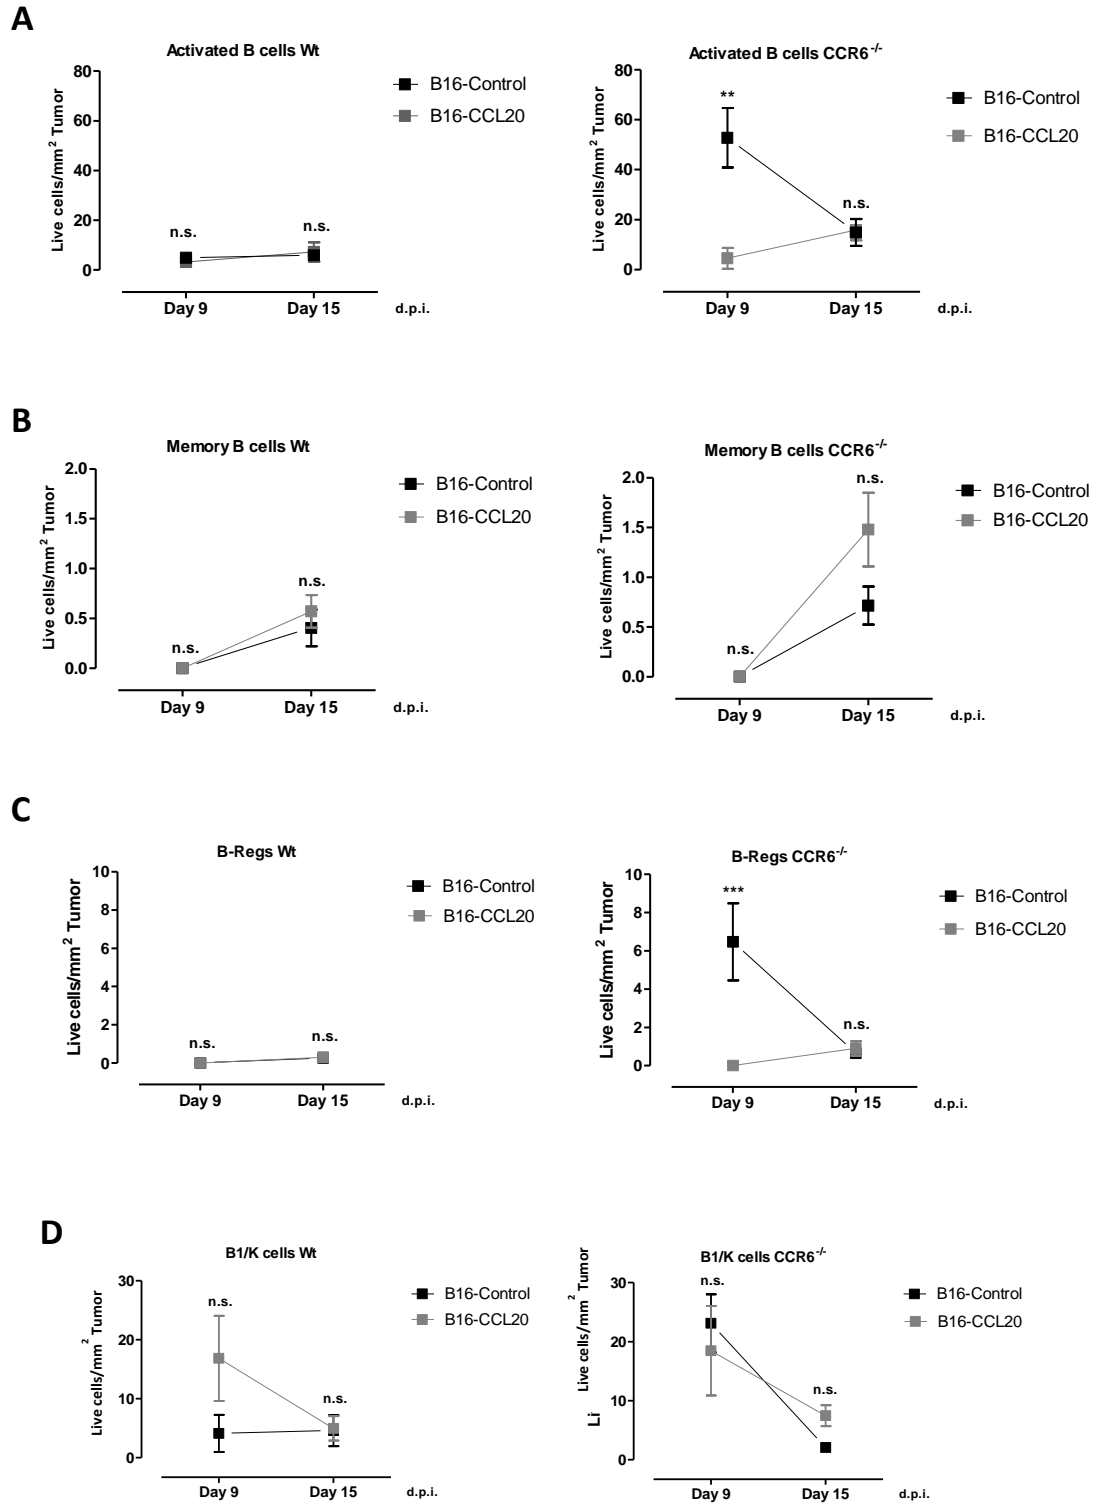 A
Activated B cells Wt
Live cells/mm² Tumor
80
60
40
20
0
n.s.
n.s.
Day 9
Day 15
d.p.i.
B16-Control
B16-CCL20
Activated B cells CCR6⁻/⁻
Live cells/mm² Tumor
80
60
40
20
0
**
n.s.
Day 9
Day 15
d.p.i.
B16-Control
B16-CCL20
B
Memory B cells Wt
Live cells/mm² Tumor
2.0
1.5
1.0
0.5
0.0
n.s.
n.s.
Day 9
Day 15
d.p.i.
B16-Control
B16-CCL20
Memory B cells CCR6⁻/⁻
Live cells/mm² Tumor
2.0
1.5
1.0
0.5
0.0
n.s.
n.s.
Day 9
Day 15
d.p.i.
B16-Control
B16-CCL20
C
B-Regs Wt
Live cells/mm² Tumor
10
8
6
4
2
0
n.s.
n.s.
Day 9
Day 15
d.p.i.
B16-Control
B16-CCL20
B-Regs CCR6⁻/⁻
Live cells/mm² Tumor
10
8
6
4
2
0
***
n.s.
Day 9
Day 15
d.p.i.
B16-Control
B16-CCL20
D
B1/K cells Wt
Live cells/mm² Tumor
30
20
10
0
n.s.
n.s.
Day 9
Day 15
d.p.i.
B16-Control
B16-CCL20
B1/K cells CCR6⁻/⁻
Live cells/mm² Tumor
Li
30
20
10
0
n.s.
n.s.
Day 9
Day 15
d.p.i.
B16-Control
B16-CCL20